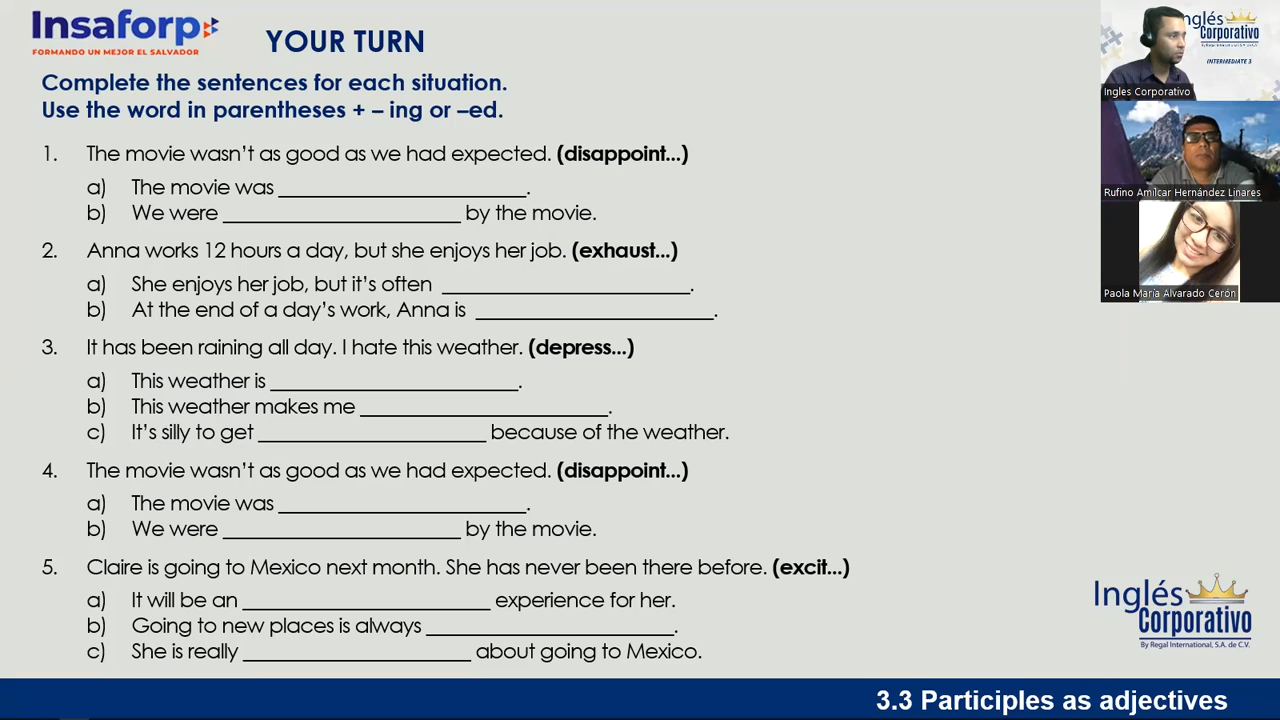 Insaforp
FORMANDO UN MEJOR EL SALVADOR
YOUR TURN
Complete the sentences for each situation.
Use the word in parentheses + – ing or –ed.
1. The movie wasn’t as good as we had expected. (disappoint...)
a) The movie was ______________________.
b) We were ______________________ by the movie.
2. Anna works 12 hours a day, but she enjoys her job. (exhaust...)
a) She enjoys her job, but it’s often ______________________.
b) At the end of a day’s work, Anna is ______________________.
3. It has been raining all day. I hate this weather. (depress...)
a) This weather is ______________________.
b) This weather makes me ______________________.
c) It’s silly to get ______________________ because of the weather.
4. The movie wasn’t as good as we had expected. (disappoint...)
a) The movie was ______________________.
b) We were ______________________ by the movie.
5. Claire is going to Mexico next month. She has never been there before. (excit...)
a) It will be an ______________________ experience for her.
b) Going to new places is always ______________________.
c) She is really ______________________ about going to Mexico.
Inglés
Corporativo
By Regal International, S.A. de C.V.
3.3 Participles as adjectives
Inglés
Corporativo
By Regal International, S.A. de C.V.
INTERMEDIATE 3
Ingles Corporativo
Rufino Amílcar Hernández Linares
Paola María Alvarado Cerón